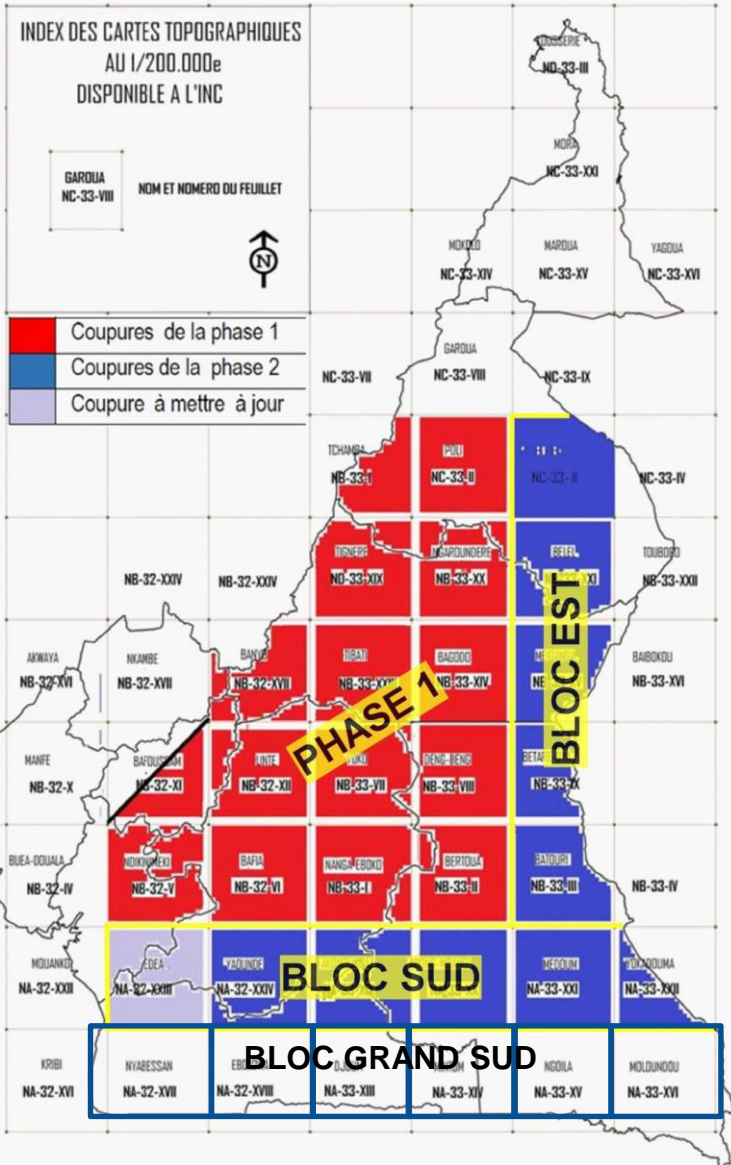 INDEX DES CARTES TOPOGRAPHIQUES
AU 1/200.000e
DISPONIBLE A L'INC
GAROUA
NC-33-VIII
NOM ET NOMERO DU FEUILLET
N
Coupures de la phase 1
Coupures de la phase 2
Coupure à mettre à jour
ND-33-III
MORA
NC-33-XXI
MOKOLO
NC-33-XIV
MAROUA
NC-33-XV
YAGOUA
NC-33-XVI
NC-33-VII
GAROUA
NC-33-VIII
NC-33-IX
TCHAMBA
NB-33-I
POLI
NC-33-II
NC-33-II
NC-33-IV
NB-32-XXIV
NB-32-XXIV
TIGNERE
ND-33-XIX
NGAROUNDERE
NB-33-XX
BELEL
TOUBORO
NB-33-XXII
AKWAYA
NB-32-XVI
NKAMBE
NB-32-XVII
BANYO
NB-32-XVII
TIBATI
BAGODO
NB-33-XIV
BAIBOKOU
NB-33-XVI
BLOC EST
PHASE 1
MANFE
NB-32-X
BAFOUSSAM
NB-32-XI
LINTE
NB-32-XII
YOKO
NB-33-VII
DENG-BENG
NB-33-VIII
NB-33-IX
BUEA-DOUALA
NB-32-IV
NDIKINIMEKI
NB-32-V
BAFIA
NB-32-VI
NANGA EBOKO
NB-33-I
BERTOUA
NB-33-II
BATOURI
NB-33-III
NB-33-IV
MOUANKO
NA-32-XXII
EDEA
NA-32-XXIII
YAOUNDE
NA-32-XXIV
BLOC SUD
MEDOUM
NA-33-XXI
YOKADOUMA
NA-33-XXII
BLOC GRAND SUD
KRIBI
NA-32-XVI
NYABESSAN
NA-32-XVII
NA-32-XVIII
NA-33-XIII
NA-33-XIV
NGOILA
NA-33-XV
MOLOUNDOU
NA-33-XVI